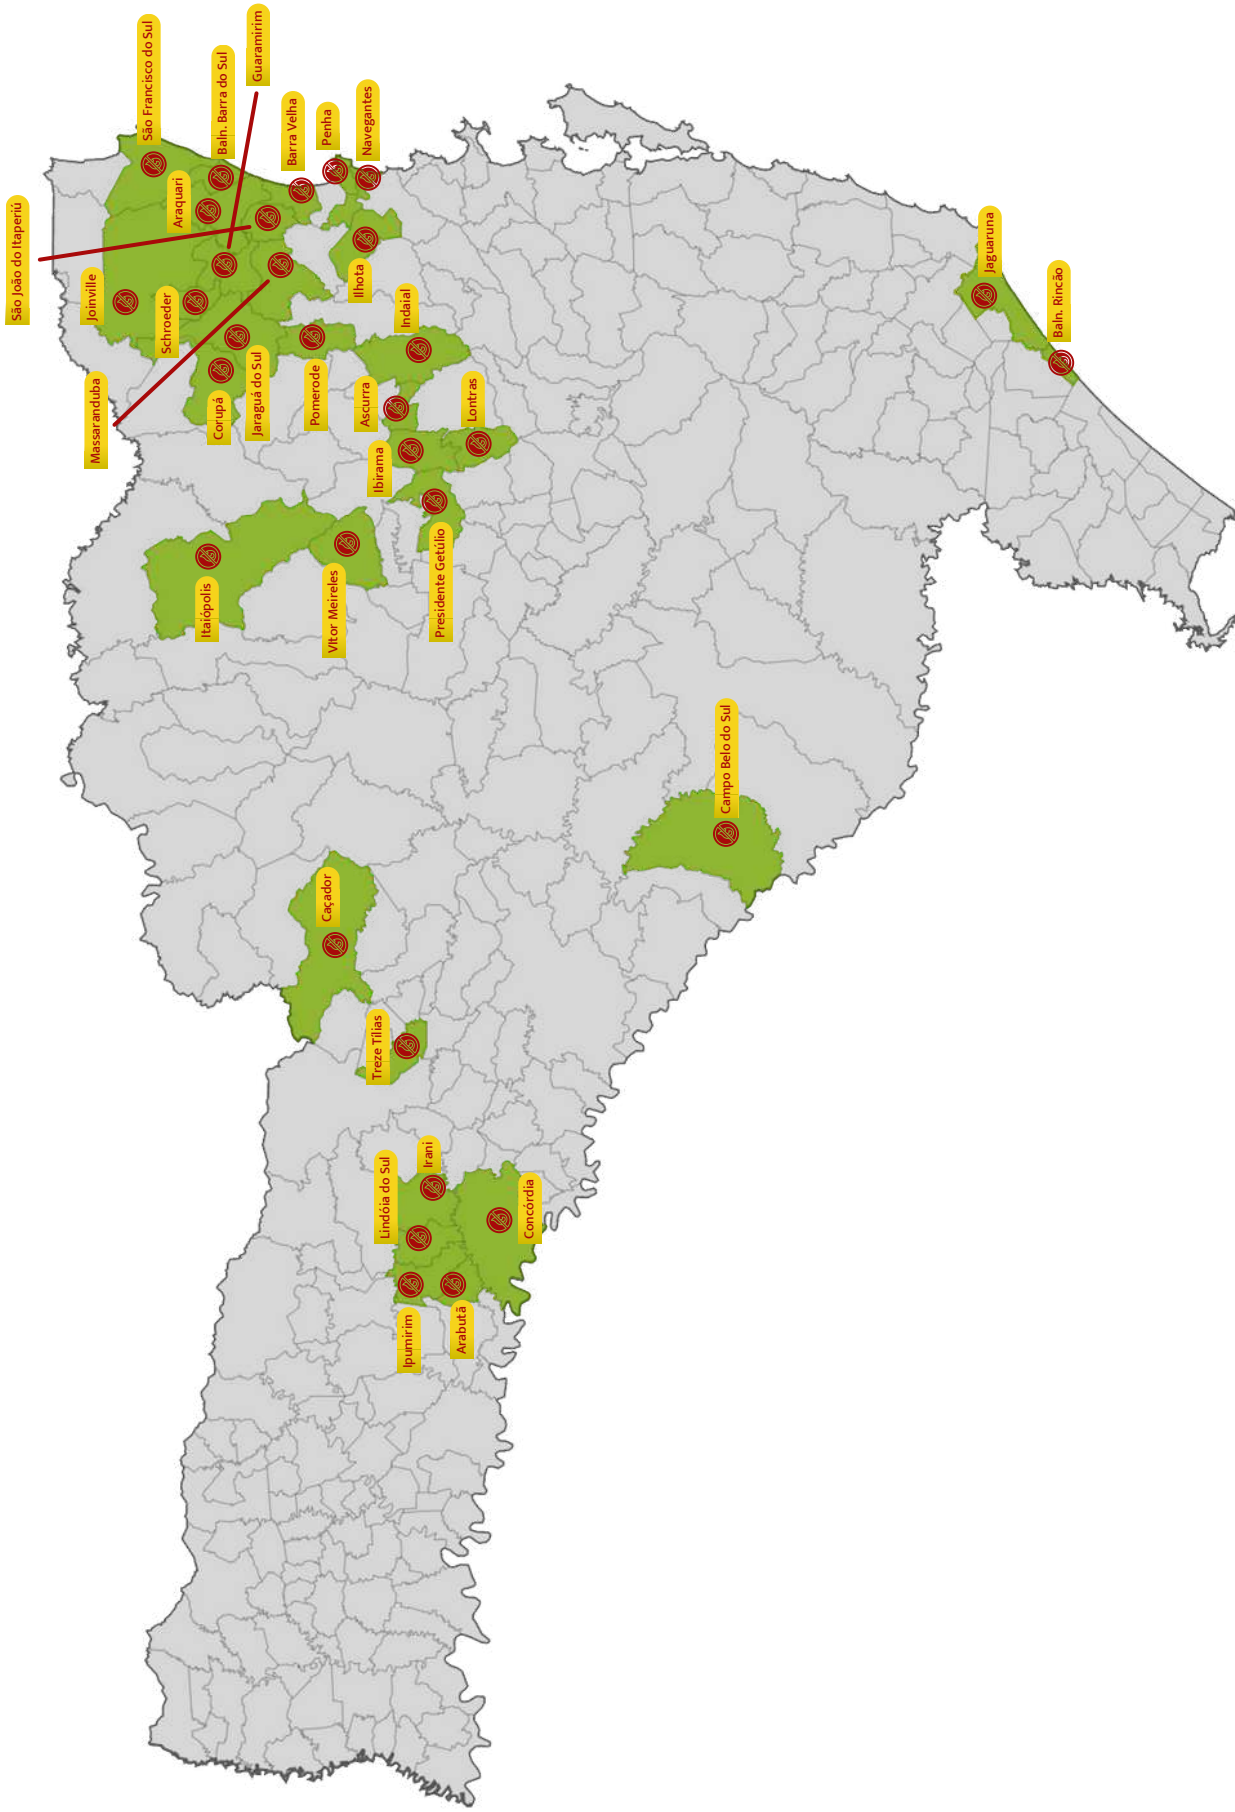 São João do Itaperiú
Massaranduba
Joinville
São Francisco do Sul
Schroeder
Araquari
Guaramirim
Baln. Barra do Sul
Corupá
Jaraguá do Sul
Barra Velha
Penha
Navegantes
Pomerode
Ilhota
Ascurra
Indaial
Ibirama
Lontras
Itaiópolis
Vitor Meireles
Presidente Getúlio
Caçador
Treze Tílias
Lindóia do Sul
Irani
Ipumirim
Arabutã
Concórdia
Campo Belo do Sul
Jaguaruna
Baln. Rincão